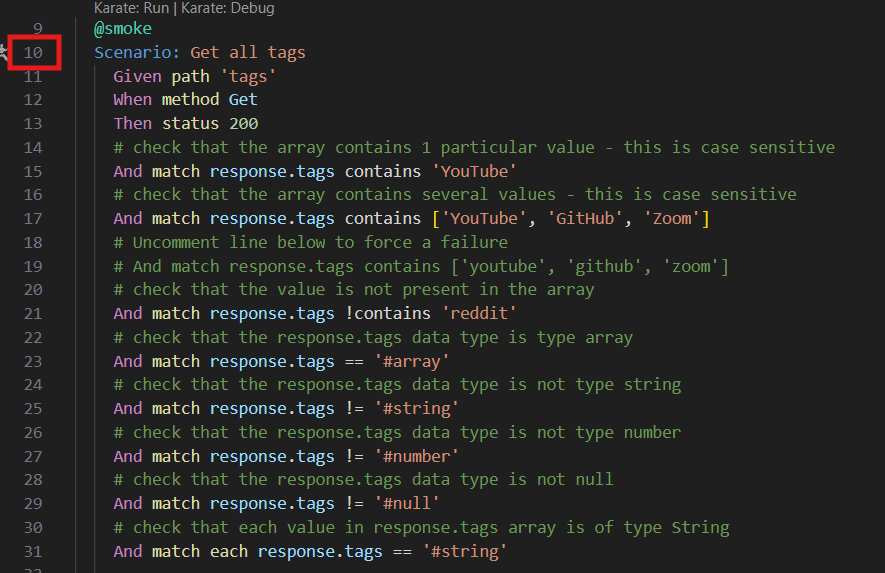 Karate: Run | Karate: Debug
9 @smoke
10 Scenario: Get all tags
11 Given path 'tags'
12 When method Get
13 Then status 200
14 # check that the array contains 1 particular value - this is case sensitive
15 And match response.tags contains 'YouTube'
16 # check that the array contains several values - this is case sensitive
17 And match response.tags contains ['YouTube', 'GitHub', 'Zoom']
18 # Uncomment line below to force a failure
19 # And match response.tags contains ['youtube', 'github', 'zoom']
20 # check that the value is not present in the array
21 And match response.tags !contains 'reddit'
22 # check that the response.tags data type is type array
23 And match response.tags == '#array'
24 # check that the response.tags data type is not type string
25 And match response.tags != '#string'
26 # check that the response.tags data type is not type number
27 And match response.tags != '#number'
28 # check that the response.tags data type is not null
29 And match response.tags != '#null'
30 # check that each value in response.tags array is of type String
31 And match each response.tags == '#string'